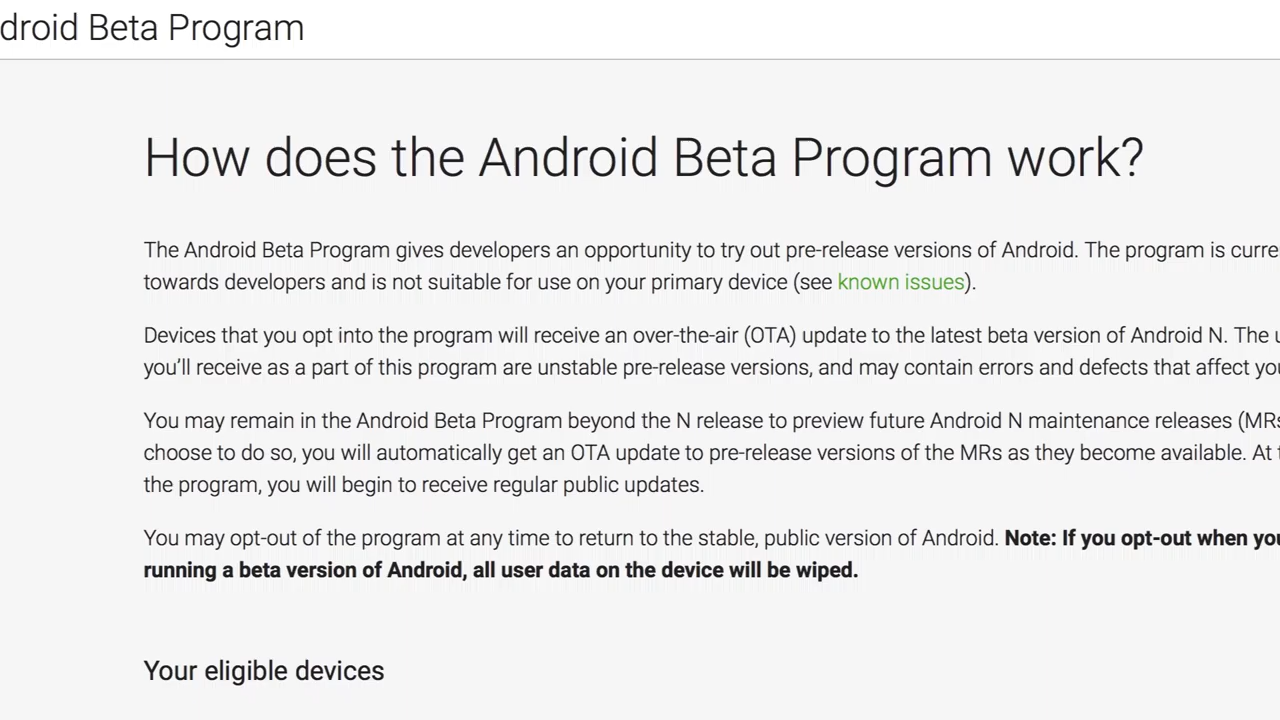 droid Beta Program
How does the Android Beta Program work?
The Android Beta Program gives developers an opportunity to try out pre-release versions of Android. The program is curre
towards developers and is not suitable for use on your primary device (see known issues).
Devices that you opt into the program will receive an over-the-air (OTA) update to the latest beta version of Android N. The u
you’ll receive as a part of this program are unstable pre-release versions, and may contain errors and defects that affect yo
You may remain in the Android Beta Program beyond the N release to preview future Android N maintenance releases (MRs
choose to do so, you will automatically get an OTA update to pre-release versions of the MRs as they become available. At t
the program, you will begin to receive regular public updates.
You may opt-out of the program at any time to return to the stable, public version of Android. Note: If you opt-out when you
running a beta version of Android, all user data on the device will be wiped.
Your eligible devices